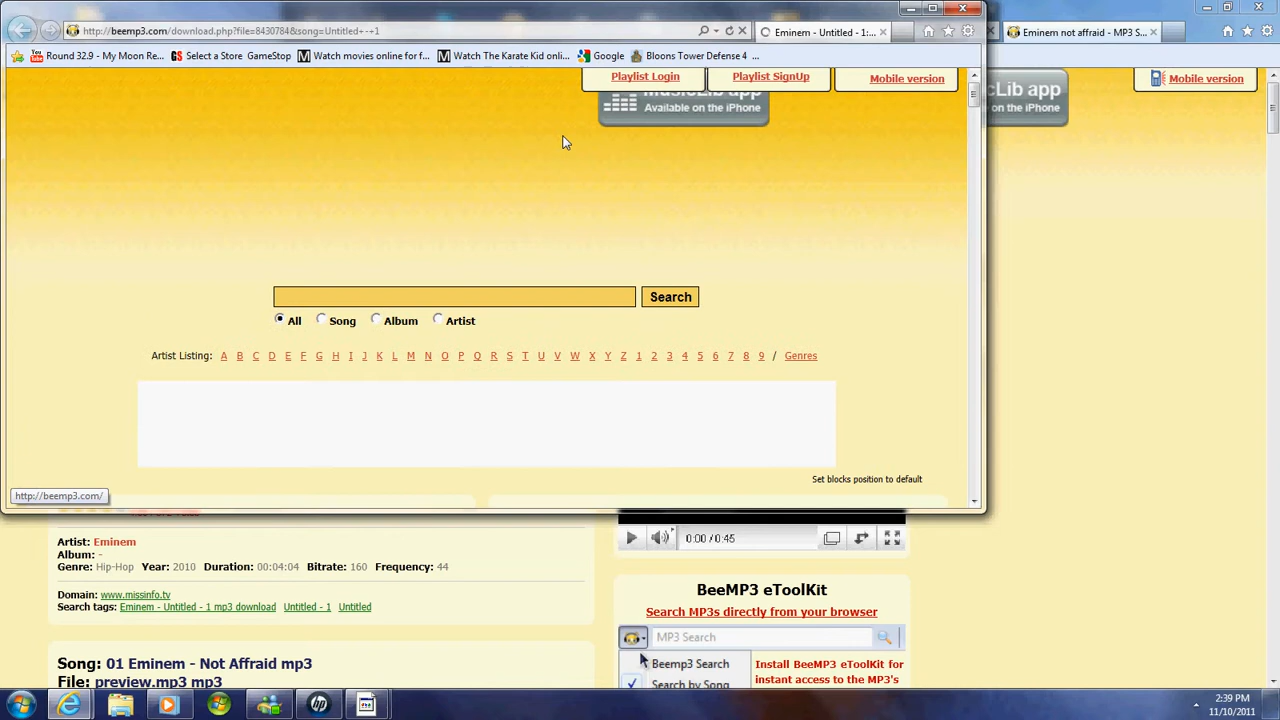 http://beemp3.com/download.php?file=8430784&song=Untitled+-+1
Eminem - Untitled - 1:...
Eminem not affraid - MP3 S...
Round 32.9 - My Moon Re...
Select a Store GameStop
Watch movies online for f...
Watch The Karate Kid onli...
Google
Bloons Tower Defense 4 ...
Playlist Login
Playlist SignUp
Mobile version
Mobile version
MusicLib app
Available on the iPhone
cLib app
on the iPhone
Search
All Song Album Artist
Artist Listing: A B C D E F G H I J K L M N O P Q R S T U V W X Y Z 1 2 3 4 5 6 7 8 9 / Genres
Set blocks position to default
http://beemp3.com/
Artist: Eminem
Album: -
Genre: Hip-Hop Year: 2010 Duration: 00:04:04 Bitrate: 160 Frequency: 44
Domain: www.missinfo.tv
Search tags: Eminem - Untitled - 1 mp3 download Untitled - 1 Untitled
Song: 01 Eminem - Not Affraid mp3
File: preview.mp3 mp3
0:00 / 0:45
BeeMP3 eToolKit
Search MP3s directly from your browser
MP3 Search
Beemp3 Search
Search by Song
Install BeeMP3 eToolKit for
instant access to the MP3's
2:39 PM
11/10/2011